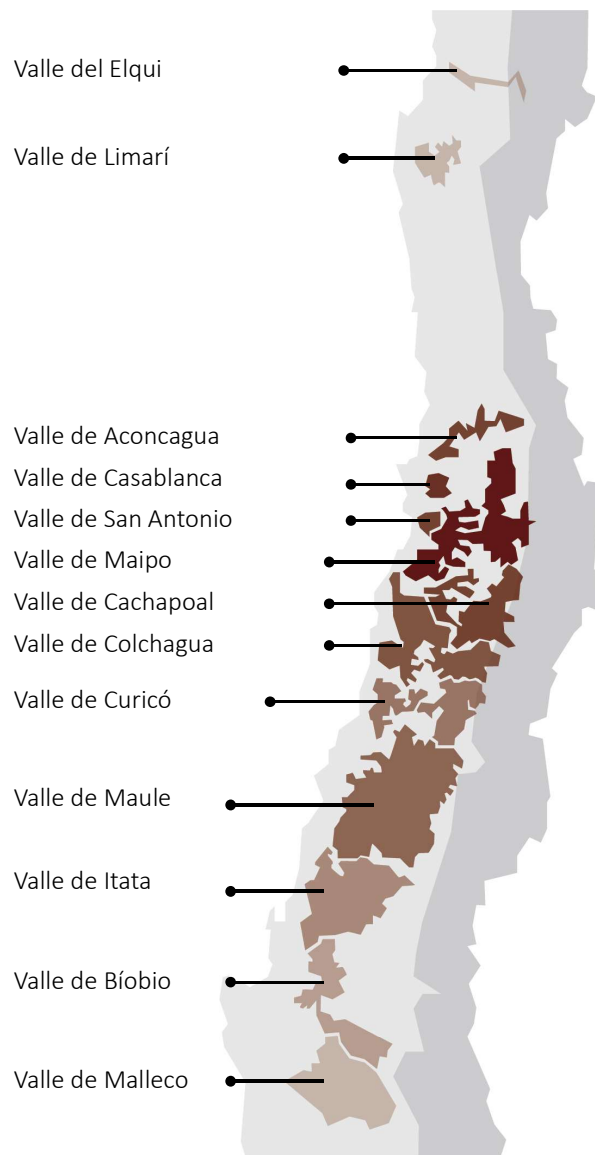 Valle del Elqui
Valle de Limarí
Valle de Aconcagua
Valle de Casablanca
Valle de San Antonio
Valle de Maipo
Valle de Cachapoal
Valle de Colchagua
Valle de Curicó
Valle de Maule
Valle de Itata
Valle de Bíobio
Valle de Malleco